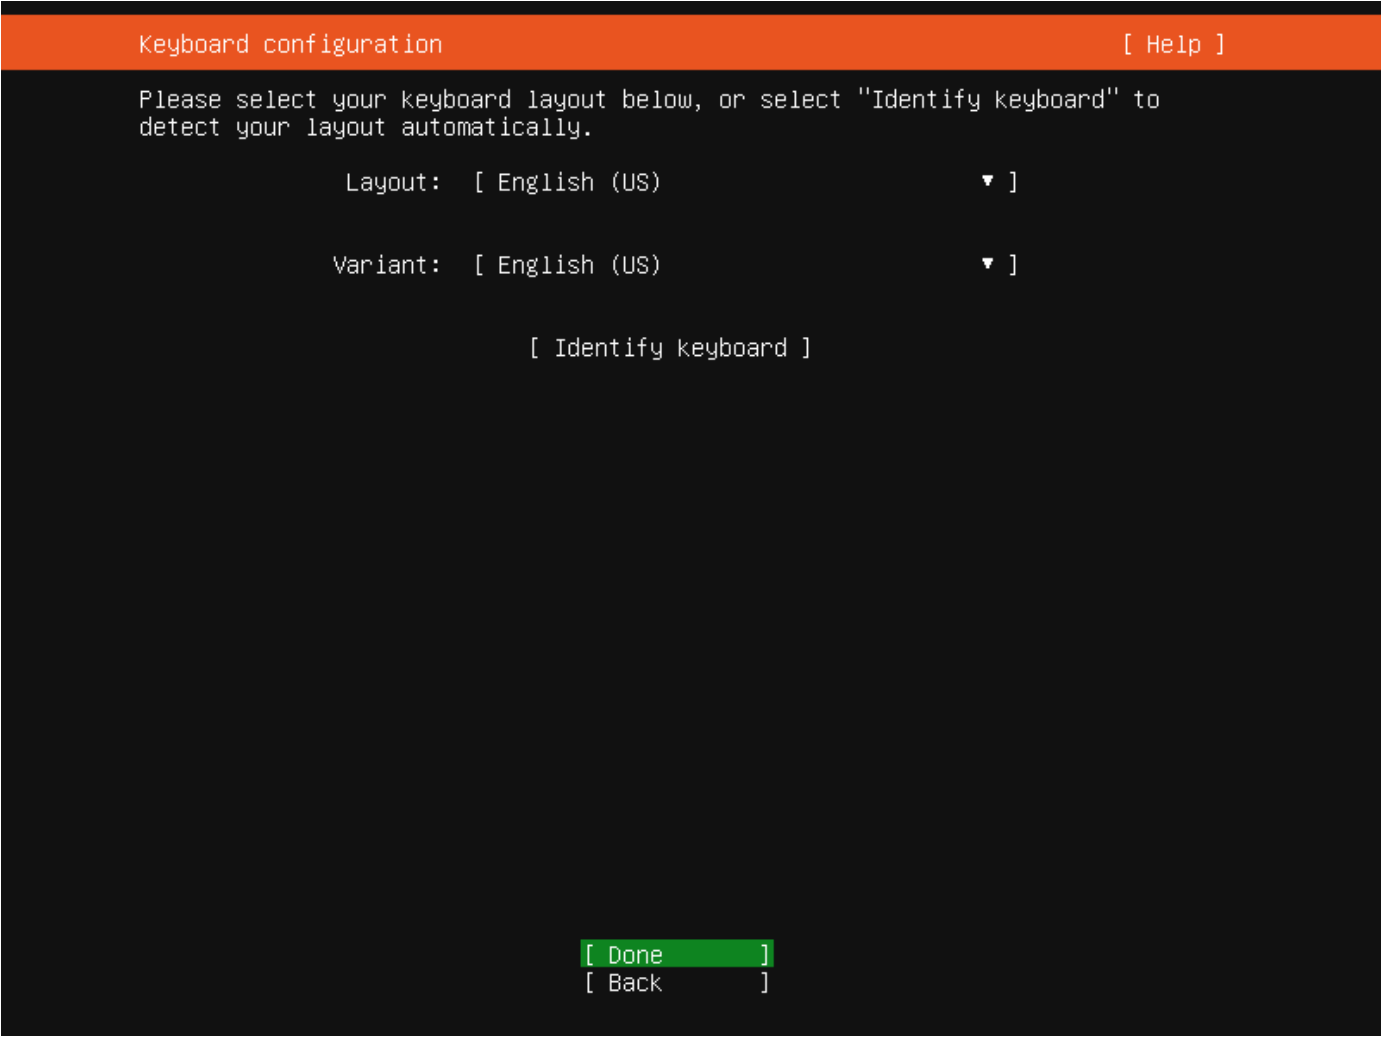 Keyboard configuration [ Help ]
Please select your keyboard layout below, or select "Identify keyboard" to
detect your layout automatically.
Layout: [ English (US) ▾ ]
Variant: [ English (US) ▾ ]
[ Identify keyboard ]
[ Done ]
[ Back ]